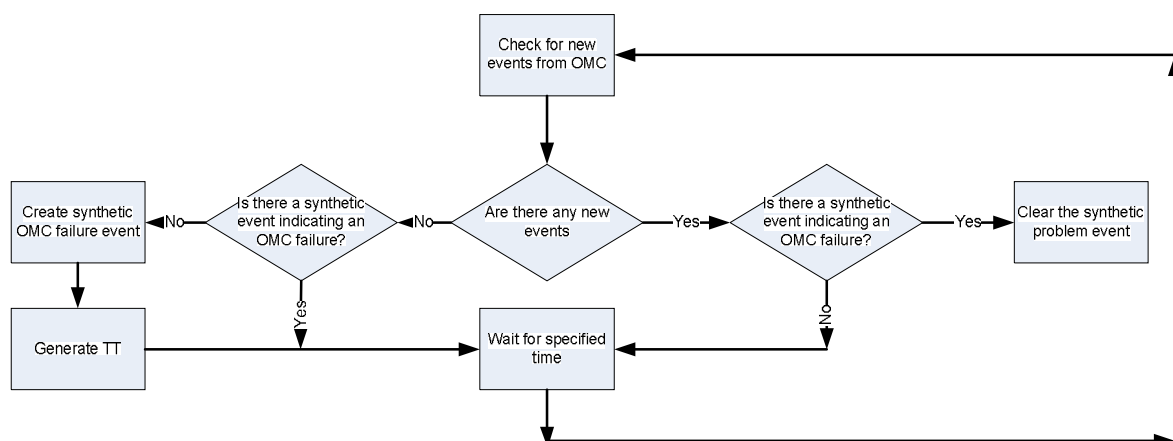 Check for new
events from OMC
Create synthetic
OMC failure event
No
Is there a synthetic
event indicating an
OMC failure?
No
Are there any new
events
Yes
Is there a synthetic
event indicating an
OMC failure?
Yes
Clear the synthetic
problem event
Yes
No
Generate TT
Wait for specified
time